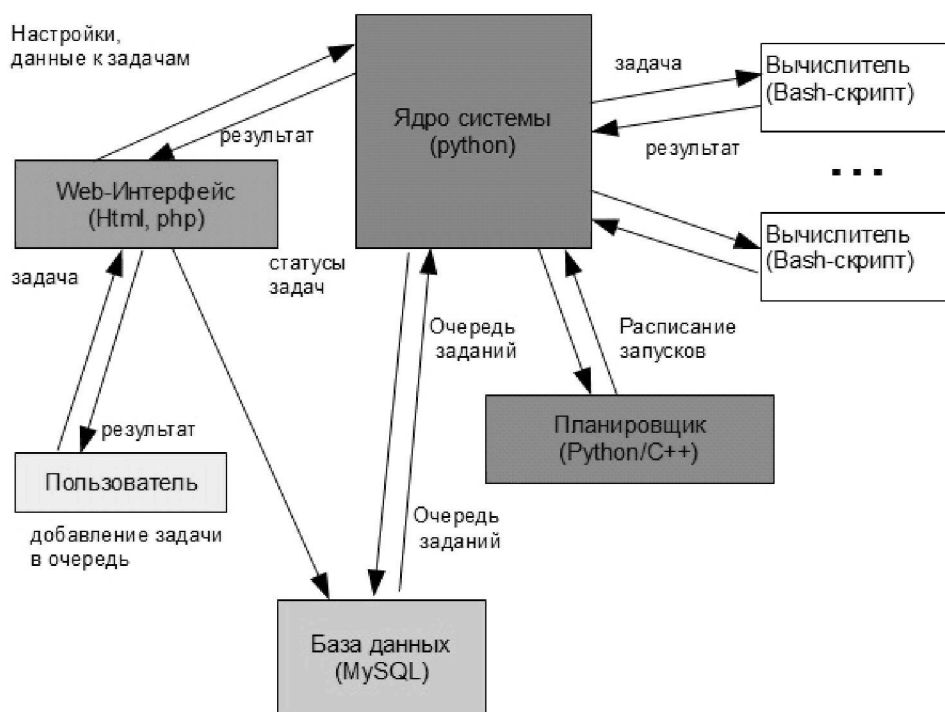 Настройки,
данные к задачам
результат
Web-Интерфейс
(Html, php)
задача
результат
Пользователь
добавление задачи
в очередь
Ядро системы
(python)
статусы
задач
Очередь
заданий
Очередь
заданий
База данных
(MySQL)
задача
результат
Вычислитель
(Bash-скрипт)
...
Вычислитель
(Bash-скрипт)
Расписание
запусков
Планировщик
(Python/C++)